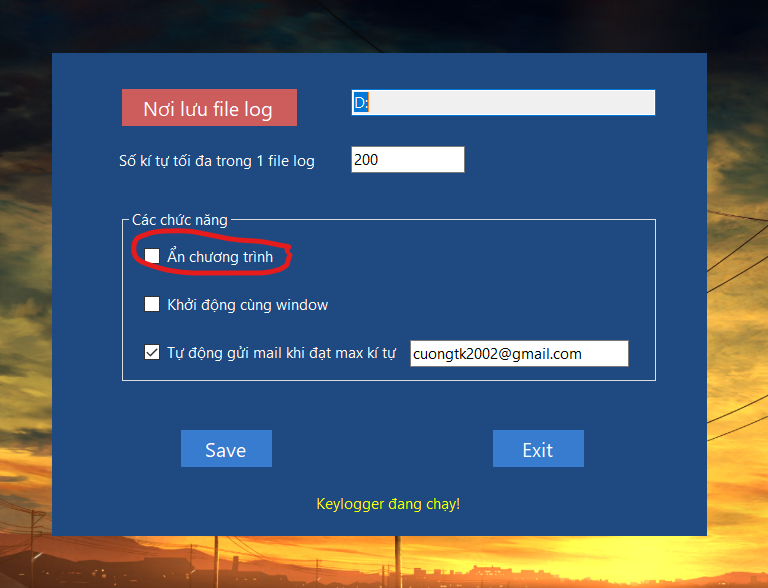 Nơi lưu file log
D:
Số kí tự tối đa trong 1 file log
200
Các chức năng
Ẩn chương trình
Khởi động cùng window
Tự động gửi mail khi đạt max kí tự
cuongtk2002@gmail.com
Save
Exit
Keylogger đang chạy!